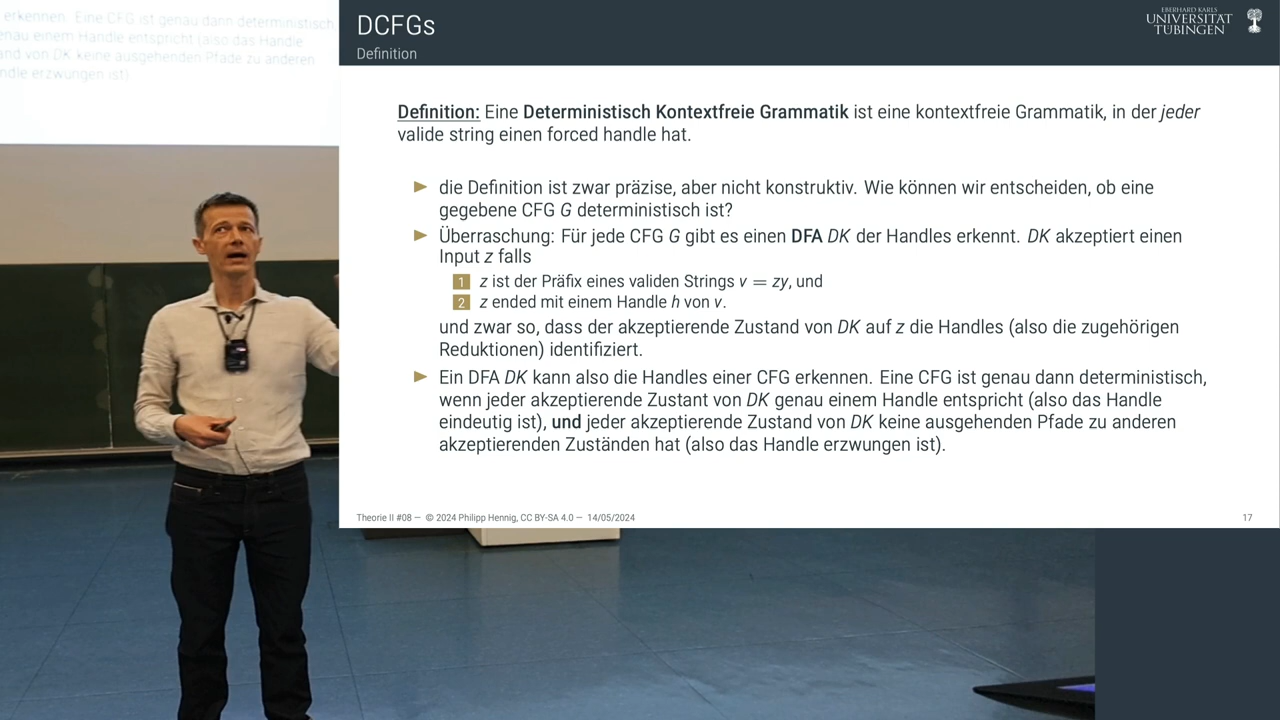 erkennen. Eine CFG ist genau dann deterministisch,
enau einem Handle entspricht (also das Handle
and von DK keine ausgehenden Pfade zu anderen
ndle erzwungen ist)
DCFGs
Definition
EBERHARD KARLS
UNIVERSITÄT
TÜBINGEN
Definition: Eine Deterministisch Kontextfreie Grammatik ist eine kontextfreie Grammatik, in der jeder
valide string einen forced handle hat.
die Definition ist zwar präzise, aber nicht konstruktiv. Wie können wir entscheiden, ob eine
gegebene CFG G deterministisch ist?
Überraschung: Für jede CFG G gibt es einen DFA DK der Handles erkennt. DK akzeptiert einen
Input z falls
1 z ist der Präfix eines validen Strings v = zy, und
2 z ended mit einem Handle h von v.
und zwar so, dass der akzeptierende Zustand von DK auf z die Handles (also die zugehörigen
Reduktionen) identifiziert.
Ein DFA DK kann also die Handles einer CFG erkennen. Eine CFG ist genau dann deterministisch,
wenn jeder akzeptierende Zustant von DK genau einem Handle entspricht (also das Handle
eindeutig ist), und jeder akzeptierende Zustand von DK keine ausgehenden Pfade zu anderen
akzeptierenden Zuständen hat (also das Handle erzwungen ist).
Theorie II #08 — © 2024 Philipp Hennig, CC BY-SA 4.0 — 14/05/2024
17